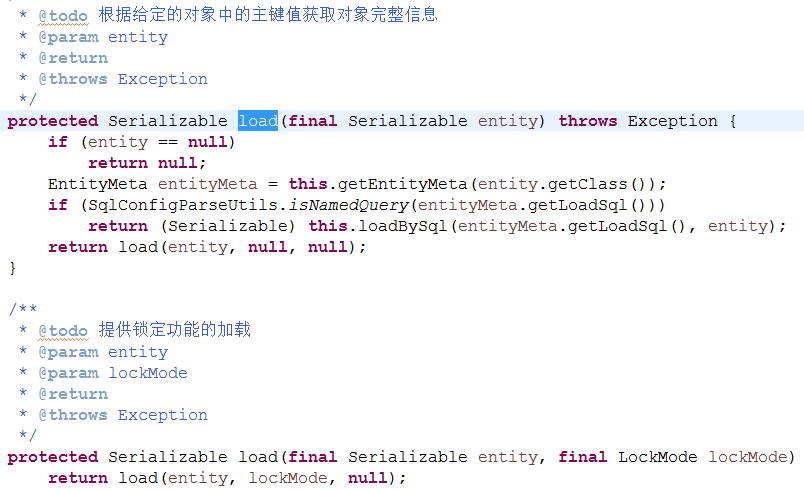 * @todo 根据给定的对象中的主键值获取对象完整信息
* @param entity
* @return
* @throws Exception
*/
protected Serializable load(final Serializable entity) throws Exception {
if (entity == null)
return null;
EntityMeta entityMeta = this.getEntityMeta(entity.getClass());
if (SqlConfigParseUtils.isNamedQuery(entityMeta.getLoadSql()))
return (Serializable) this.loadBySql(entityMeta.getLoadSql(), entity);
return load(entity, null, null);
}
/**
* @todo 提供锁定功能的加载
* @param entity
* @param lockMode
* @return
* @throws Exception
*/
protected Serializable load(final Serializable entity, final LockMode lockMode)
return load(entity, lockMode, null);